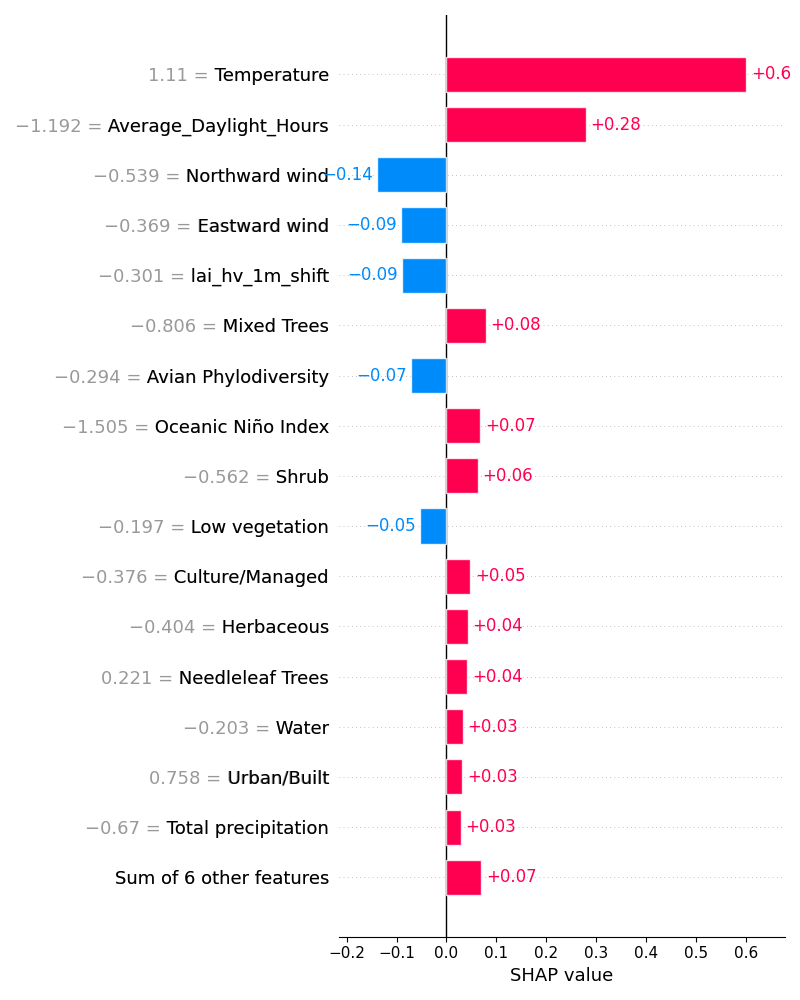 1.11 = Temperature +0.6
−1.192 = Average_Daylight_Hours +0.28
−0.539 = Northward wind −0.14
−0.369 = Eastward wind −0.09
−0.301 = lai_hv_1m_shift −0.09
−0.806 = Mixed Trees +0.08
−0.294 = Avian Phylodiversity −0.07
−1.505 = Oceanic Niño Index +0.07
−0.562 = Shrub +0.06
−0.197 = Low vegetation −0.05
−0.376 = Culture/Managed +0.05
−0.404 = Herbaceous +0.04
0.221 = Needleleaf Trees +0.04
−0.203 = Water +0.03
0.758 = Urban/Built +0.03
−0.67 = Total precipitation +0.03
Sum of 6 other features +0.07
−0.2 −0.1 0.0 0.1 0.2 0.3 0.4 0.5 0.6
SHAP value